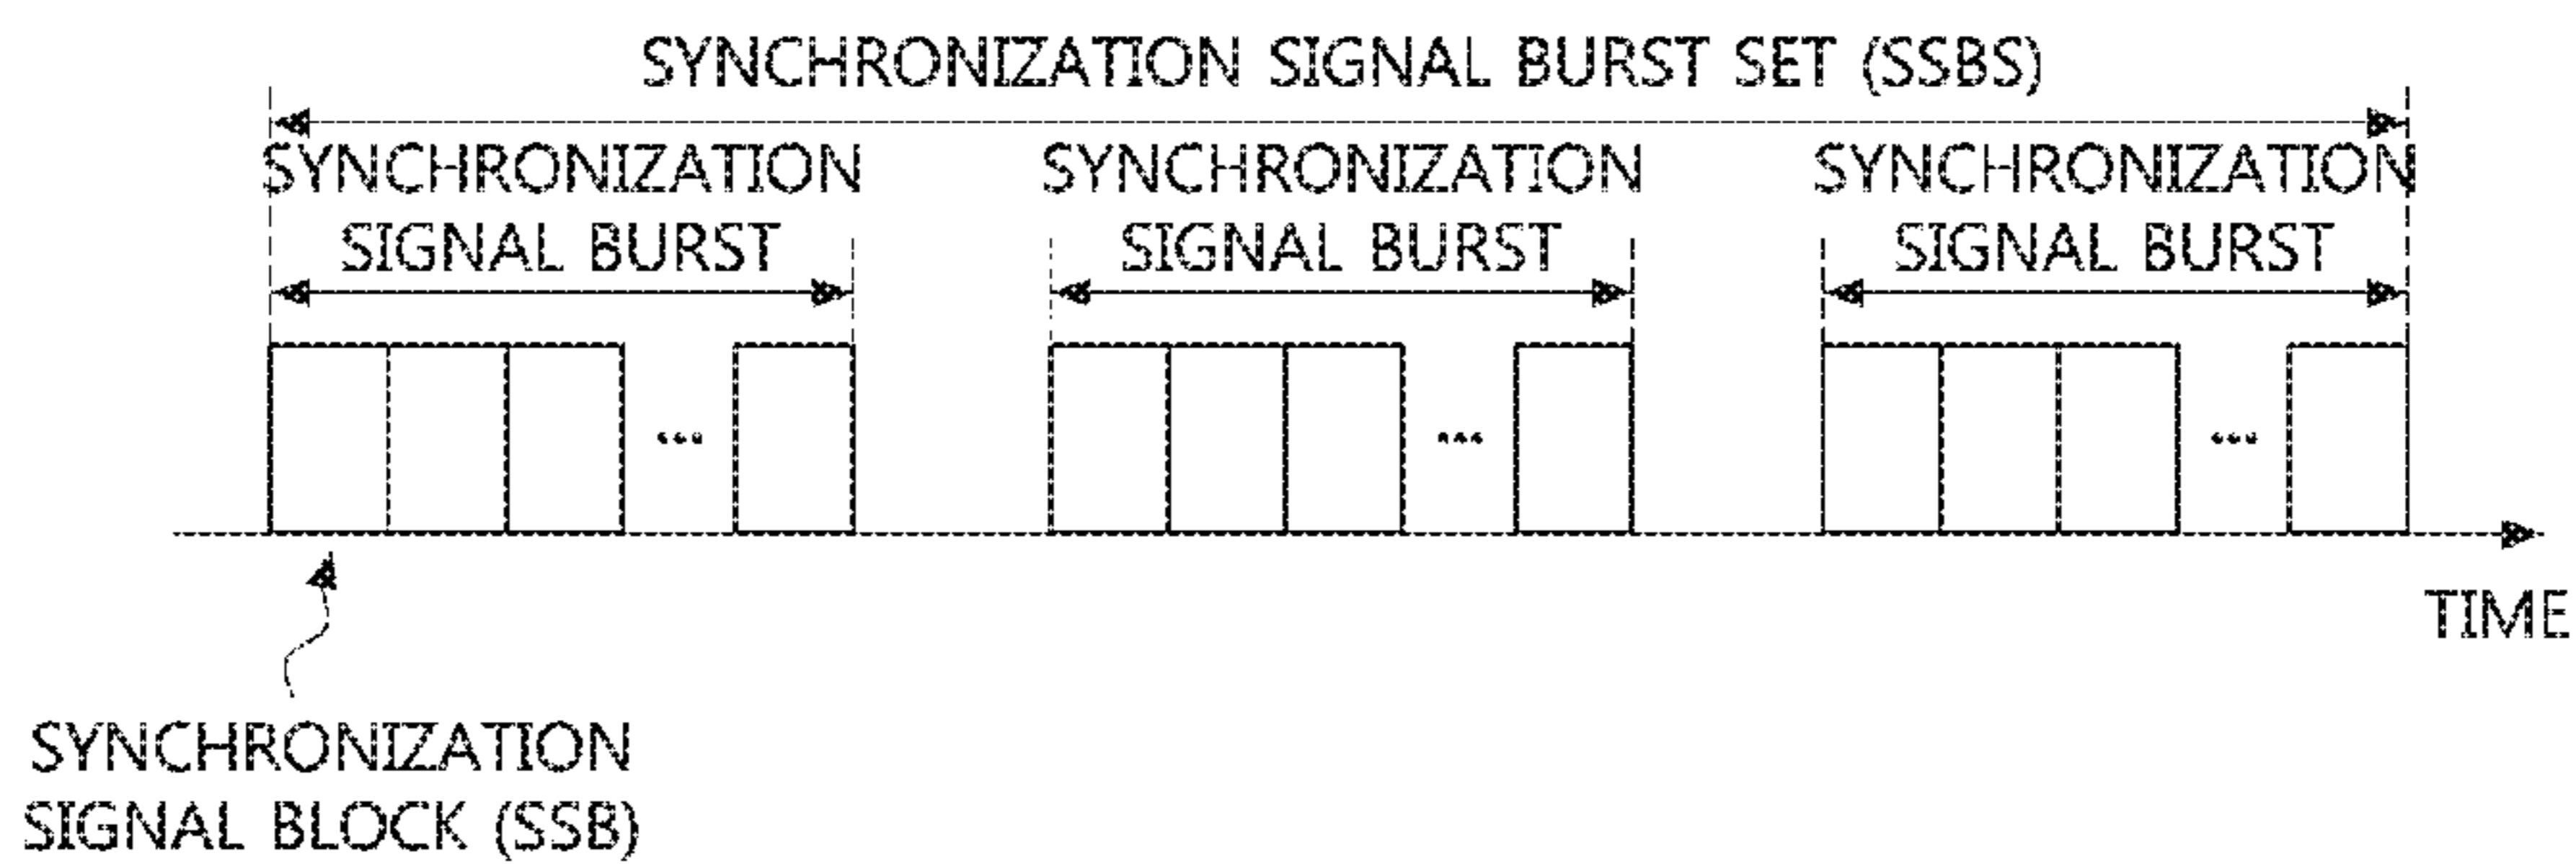 SYNCHRONIZATION SIGNAL BURST SET (SSBS)
SYNCHRONIZATION
SIGNAL BURST
SYNCHRONIZATION
SIGNAL BURST
SYNCHRONIZATION
SIGNAL BURST
...
...
...
TIME
SYNCHRONIZATION
SIGNAL BLOCK (SSB)